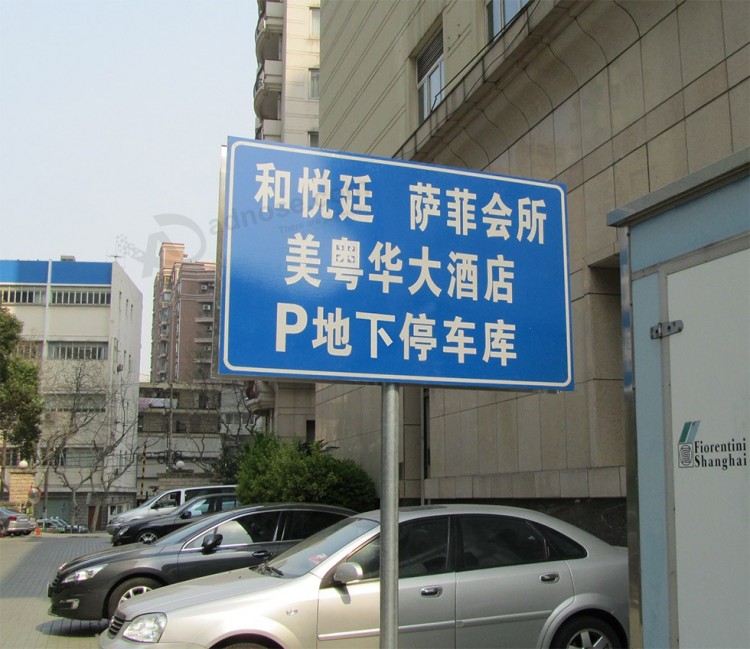 和悦廷 萨菲会所
美粤华大酒店
P地下停车库
Fiorentini
Shanghai